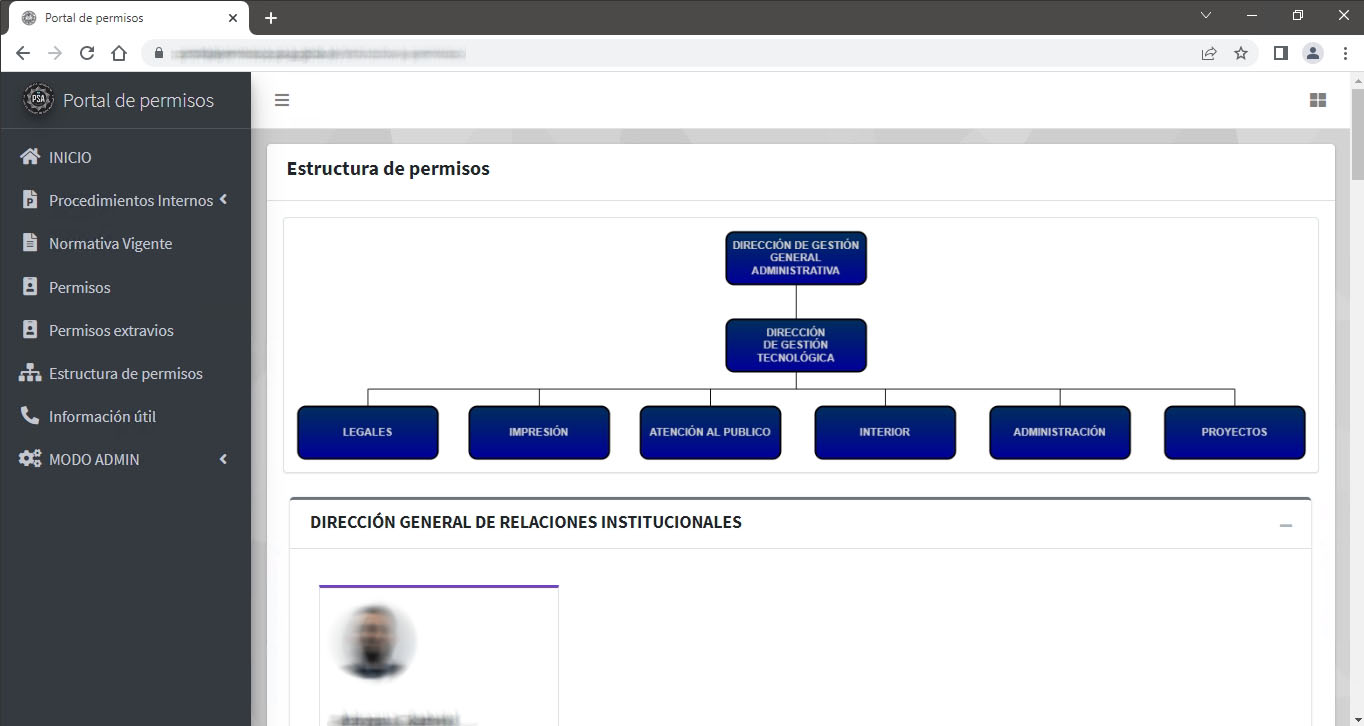 Portal de permisos
PSA
Portal de permisos
INICIO
Procedimientos Internos
Normativa Vigente
Permisos
Permisos extravios
Estructura de permisos
Información útil
MODO ADMIN
Estructura de permisos
DIRECCIÓN DE GESTIÓN
GENERAL
ADMINISTRATIVA
DIRECCIÓN
DE GESTIÓN
TECNOLÓGICA
LEGALES
IMPRESIÓN
ATENCIÓN AL PUBLICO
INTERIOR
ADMINISTRACIÓN
PROYECTOS
DIRECCIÓN GENERAL DE RELACIONES INSTITUCIONALES